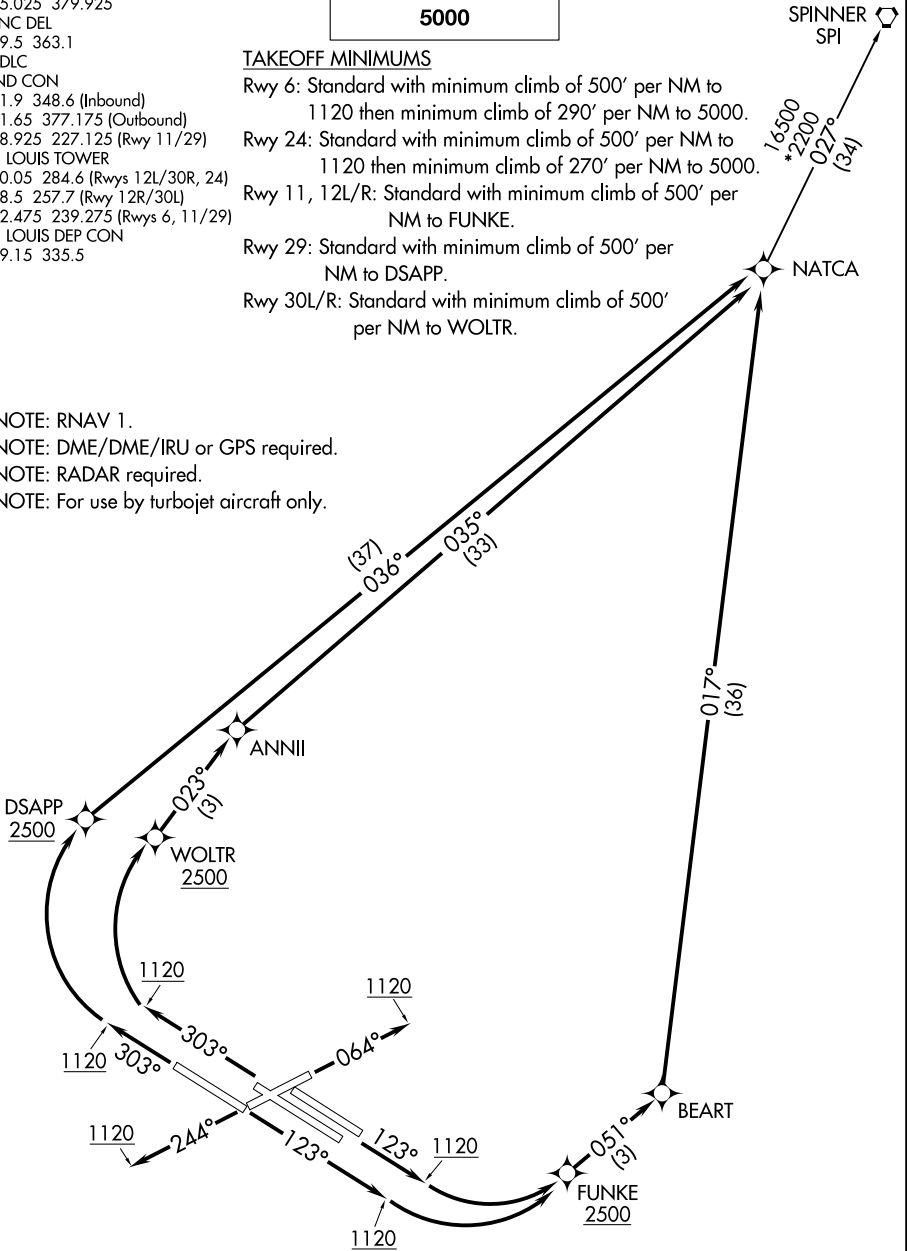 5.025 379.925
NC DEL
9.5 363.1
DLC
ND CON
1.9 348.6 (Inbound)
1.65 377.175 (Outbound)
8.925 227.125 (Rwy 11/29)
LOUIS TOWER
0.05 284.6 (Rwys 12L/30R, 24)
8.5 257.7 (Rwy 12R/30L)
2.475 239.275 (Rwys 6, 11/29)
LOUIS DEP CON
9.15 335.5
5000
TAKEOFF MINIMUMS
Rwy 6: Standard with minimum climb of 500' per NM to
1120 then minimum climb of 290' per NM to 5000.
Rwy 24: Standard with minimum climb of 500' per NM to
1120 then minimum climb of 270' per NM to 5000.
Rwy 11, 12L/R: Standard with minimum climb of 500' per
NM to FUNKE.
Rwy 29: Standard with minimum climb of 500' per
NM to DSAPP.
Rwy 30L/R: Standard with minimum climb of 500'
per NM to WOLTR.
SPINNER
SPI
16500
*2200
027°
(34)
NATCA
NOTE: RNAV 1.
NOTE: DME/DME/IRU or GPS required.
NOTE: RADAR required.
NOTE: For use by turbojet aircraft only.
(37)
036°
035°
(33)
017°
(36)
ANNII
023°
(3)
DSAPP
2500
WOLTR
2500
1120
1120
1120
303°
303°
064°
1120
244°
123°
123°
1120
1120
BEART
051°
(3)
FUNKE
2500